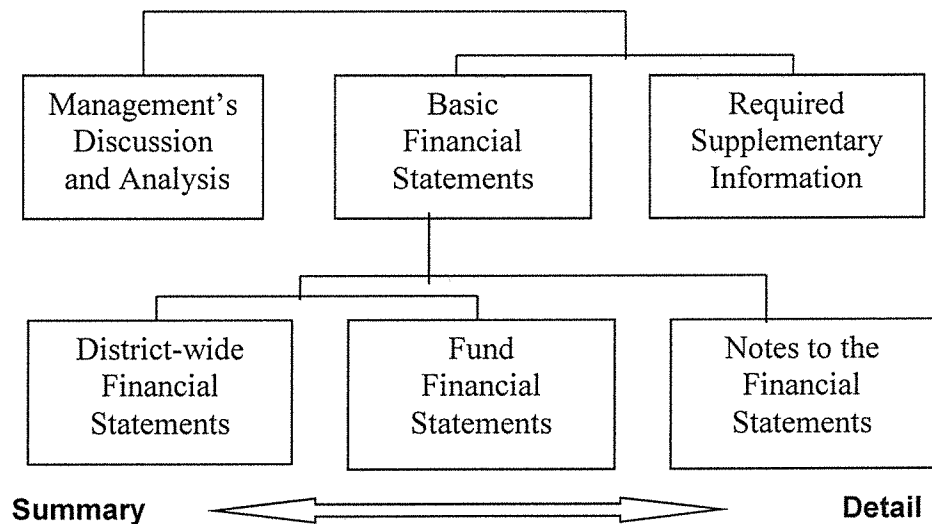 Management's
Discussion
and Analysis
Basic
Financial
Statements
Required
Supplementary
Information
District-wide
Financial
Statements
Fund
Financial
Statements
Notes to the
Financial
Statements
Summary
Detail